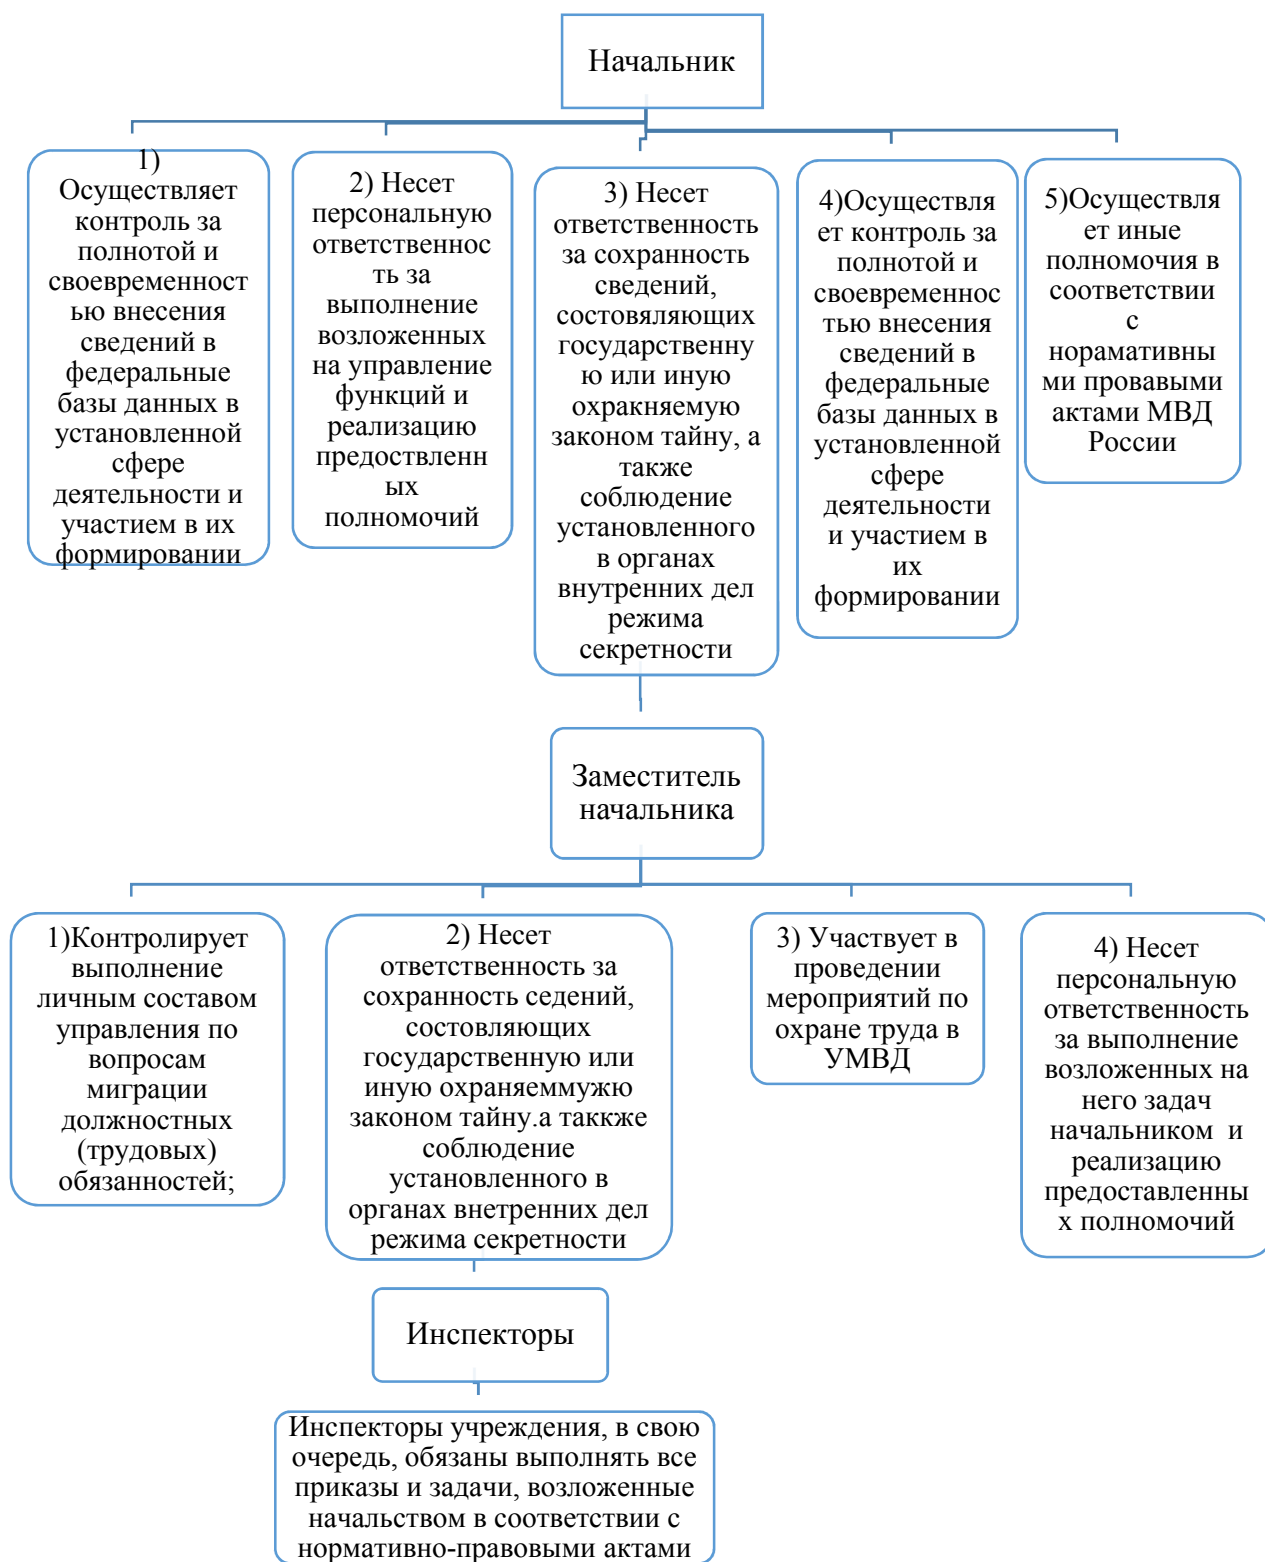 Начальник
1)
Осуществляет
контроль за
полнотой и
своевременност
ью внесения
сведений в
федеральные
базы данных в
установленной
сфере
деятельности и
участием в их
формировании
2) Несет
персональную
ответственнос
ть за
выполнение
возложенных
на управление
функций и
реализацию
предоствленн
ых
полномочий
3) Несет
ответственность
за сохранность
сведений,
состовяляющих
государственну
ю или иную
охракняемую
законом тайну, а
также
соблюдение
установленного
в органах
внутренних дел
режима
секретности
4)Осуществля
ет контроль за
полнотой и
своевременнос
тью внесения
сведений в
федеральные
базы данных в
установленной
сфере
деятельности
и участием в
их
формировании
5)Осуществля
ет иные
полномочия в
соответствии
с
норамативны
ми провавыми
актами МВД
России
Заместитель
начальника
1)Контролирует
выполнение
личным составом
управления по
вопросам
миграции
должностных
(трудовых)
обязанностей;
2) Несет
ответственность за
сохранность седений,
состовляющих
государственную или
иную охраняеммужю
законом тайну.а таккже
соблюдение
установленного в
органах внетренних дел
режима секретности
3) Участвует в
проведении
мероприятий по
охране труда в
УМВД
4) Несет
персональную
ответственность
за выполнение
возложенных на
него задач
начальником и
реализацию
предоставленны
х полномочий
Инспекторы
Инспекторы учреждения, в свою
очередь, обязаны выполнять все
приказы и задачи, возложенные
начальством в соответствии с
нормативно-правовыми актами